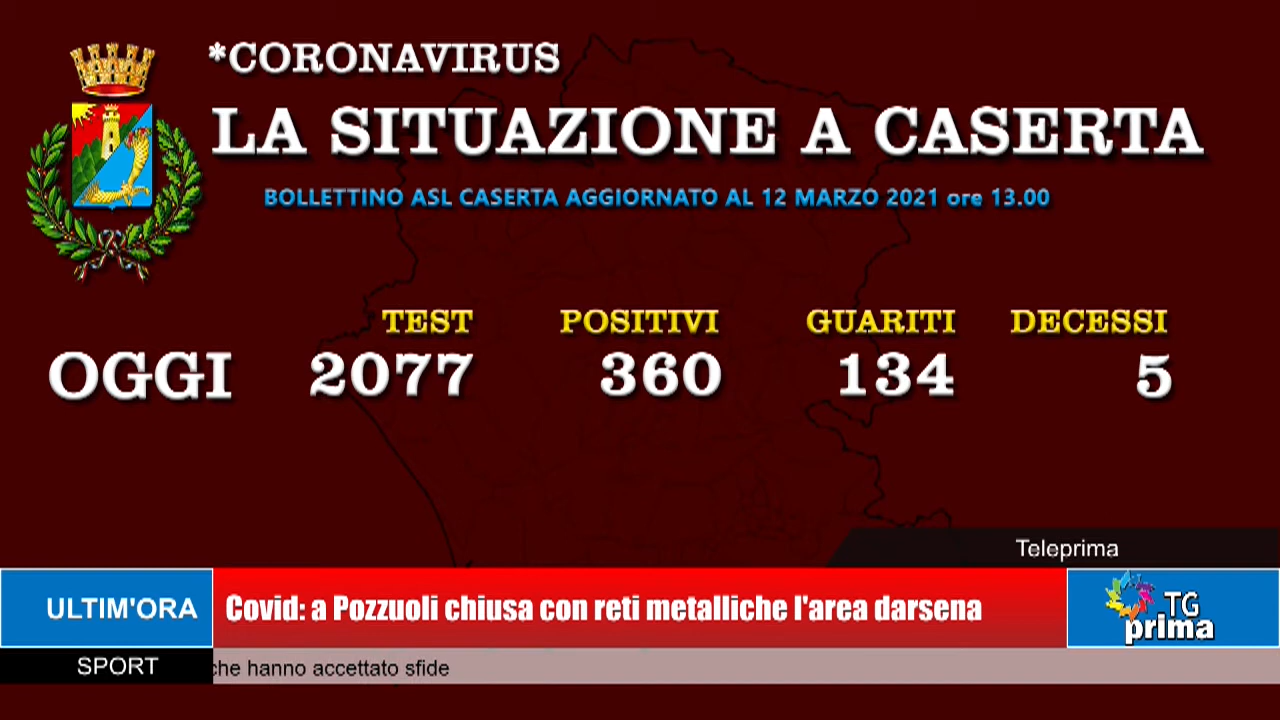 *CORONAVIRUS
LA SITUAZIONE A CASERTA
BOLLETTINO ASL CASERTA AGGIORNATO AL 12 MARZO 2021 ore 13.00
TEST POSITIVI GUARITI DECESSI
OGGI 2077 360 134 5
Teleprima
ULTIM'ORA Covid: a Pozzuoli chiusa con reti metalliche l'area darsena
TG
prima
SPORT che hanno accettato sfide